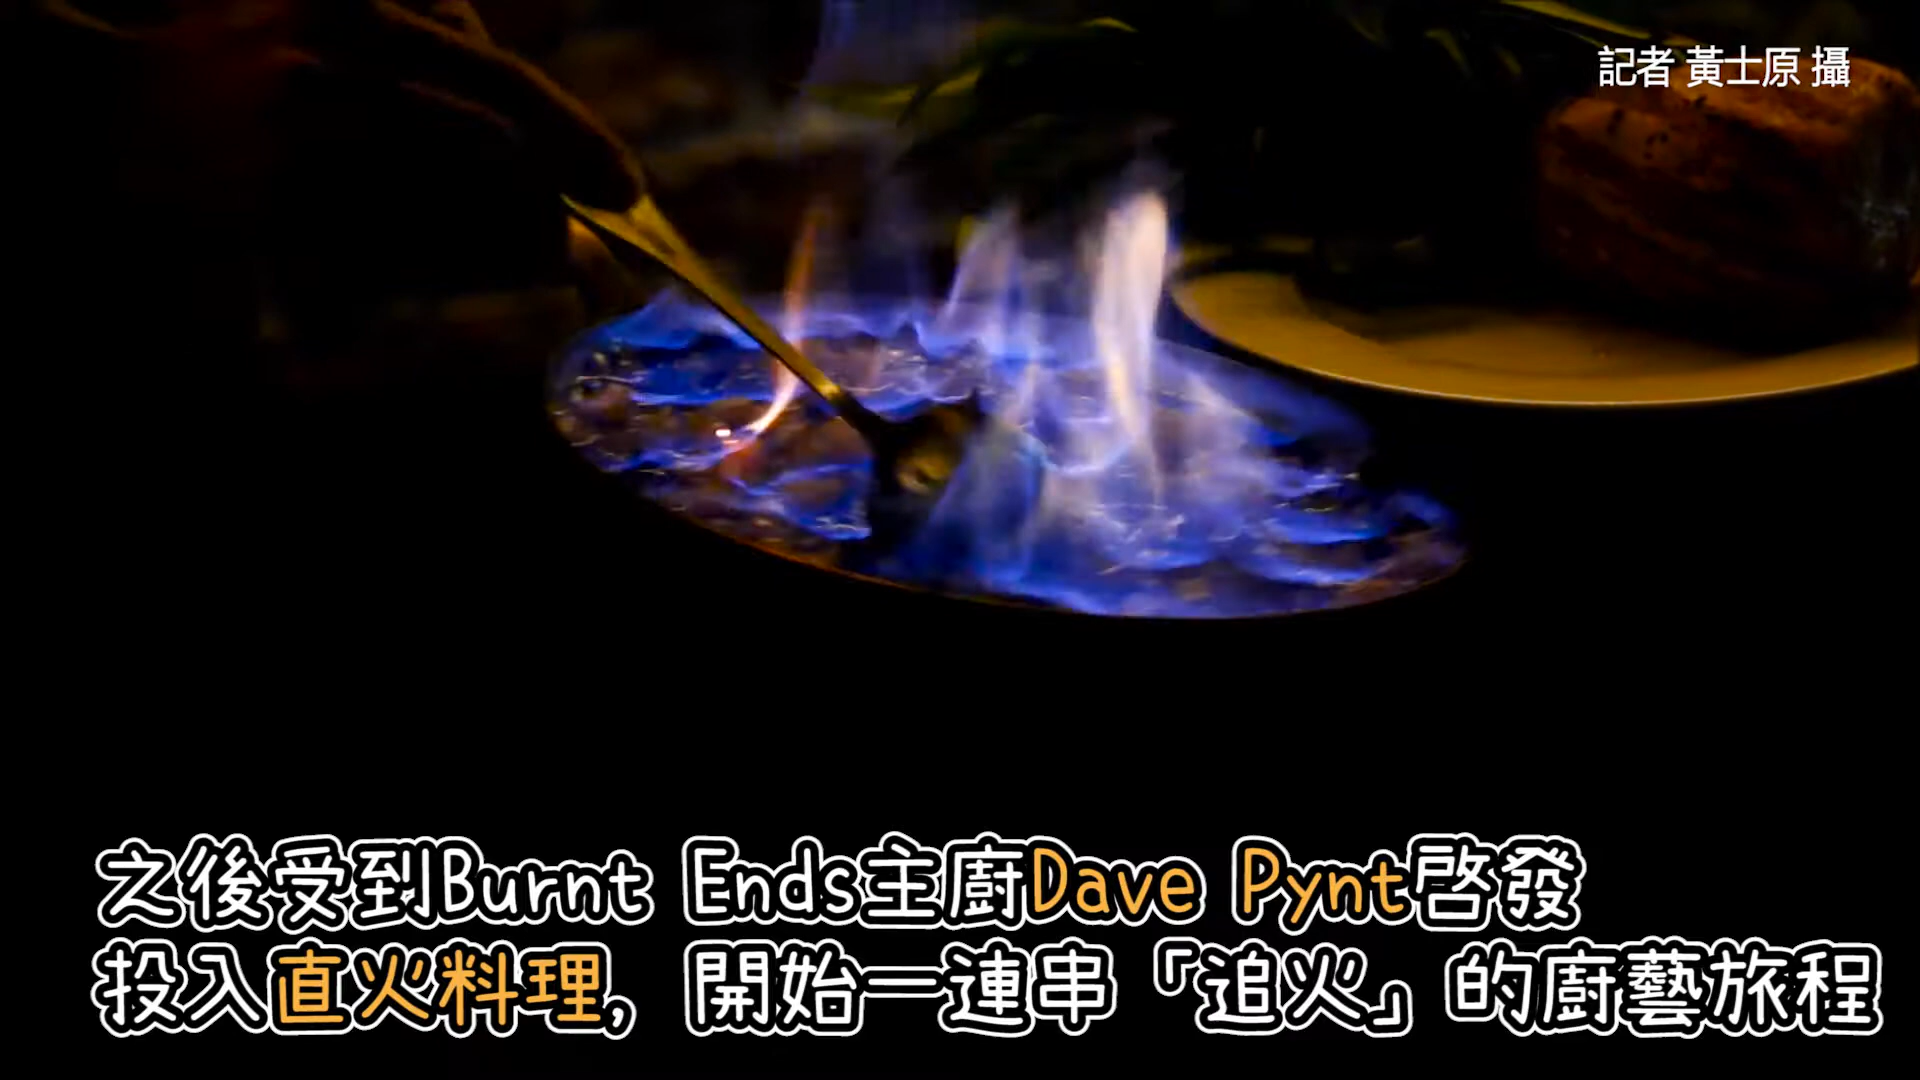 記者 黃士原 攝
之後受到Burnt Ends主廚Dave Pynt啓發
投入直火料理, 開始一連串「追火」的廚藝旅程